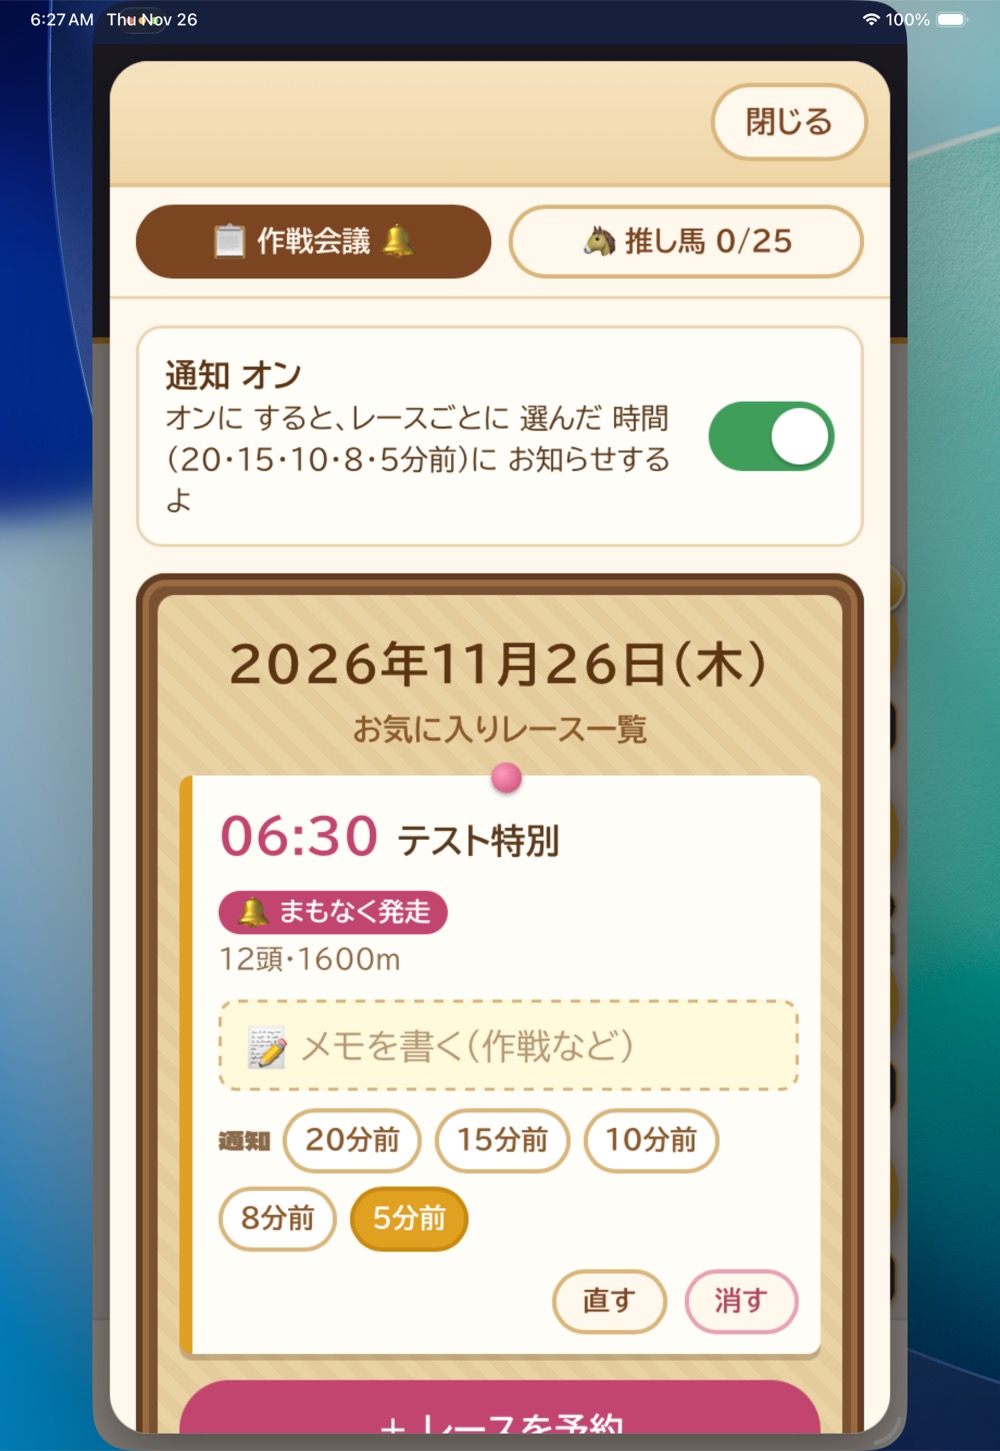 6:27 AM Thu Nov 26
100%
閉じる
作戦会議
推し馬 0/25
通知 オン
オンに すると、レースごとに 選んだ 時間
(20・15・10・8・5分前)に お知らせする
よ
2026年11月26日(木)
お気に入りレース一覧
06:30 テスト特別
まもなく発走
12頭・1600m
メモを書く(作戦など)
通知 20分前 15分前 10分前
8分前 5分前
直す 消す
+ レースを予約